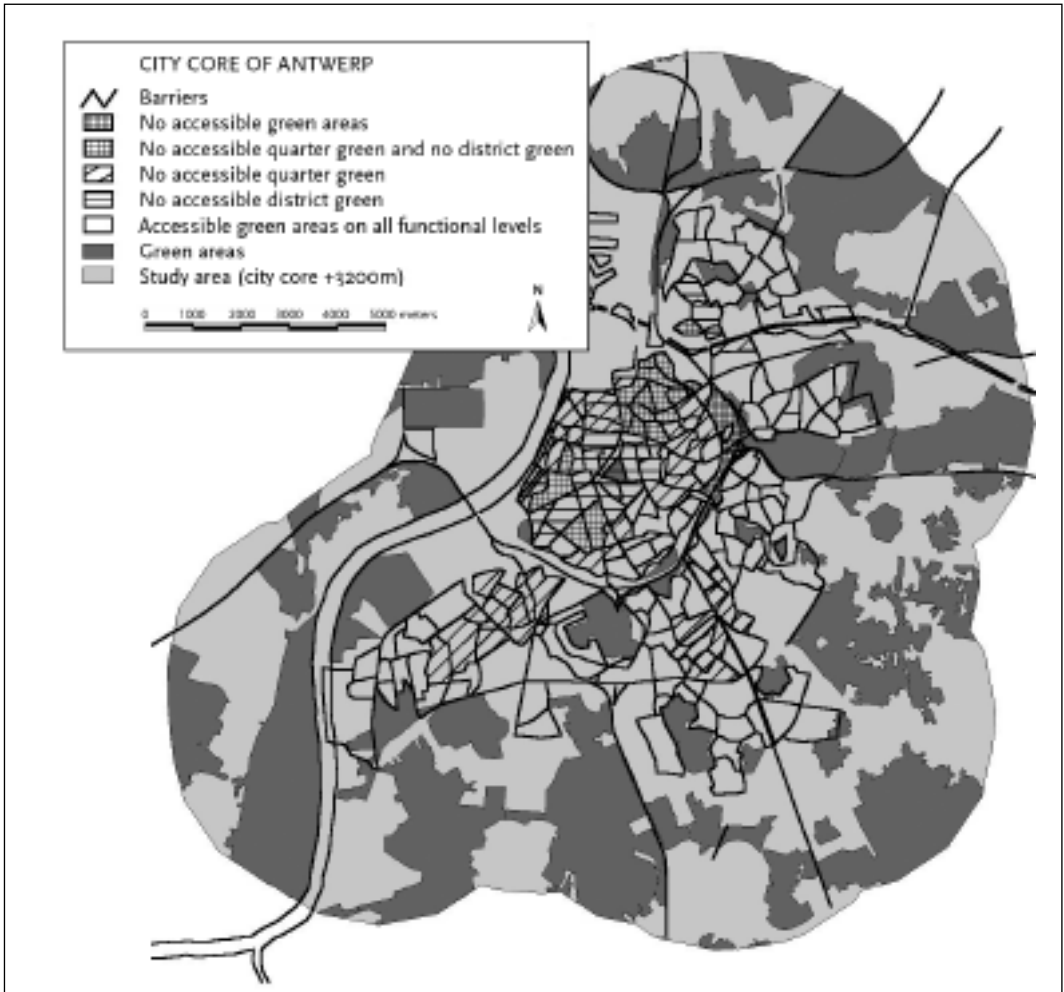 CITY CORE OF ANTWERP
Barriers
No accessible green areas
No accessible quarter green and no district green
No accessible quarter green
No accessible district green
Accessible green areas on all functional levels
Green areas
Study area (city core +3200m)
N
0 1000 2000 3000 4000 5000 meters